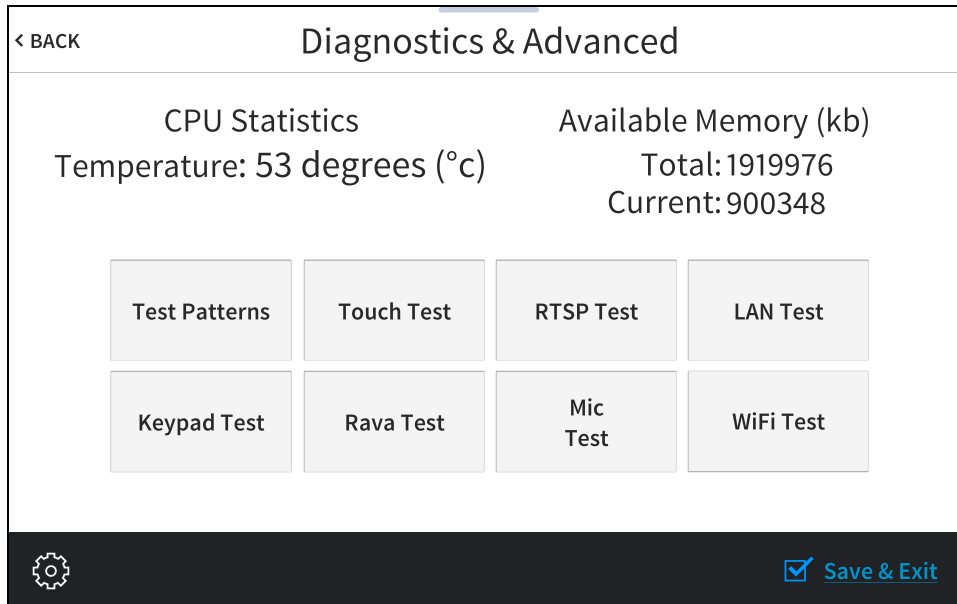 < BACK
Diagnostics & Advanced
CPU Statistics
Temperature: 53 degrees (°c)
Available Memory (kb)
Total: 1919976
Current: 900348
Test Patterns
Touch Test
RTSP Test
LAN Test
Keypad Test
Rava Test
Mic
Test
WiFi Test
Save & Exit